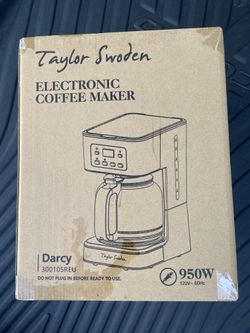 Taylor Swoden
ELECTRONIC
COFFEE MAKER
Taylor Swoden
Darcy
300105REU
DO NOT PLUG IN BEFORE READY TO USE.
950W
120V~ 60Hz